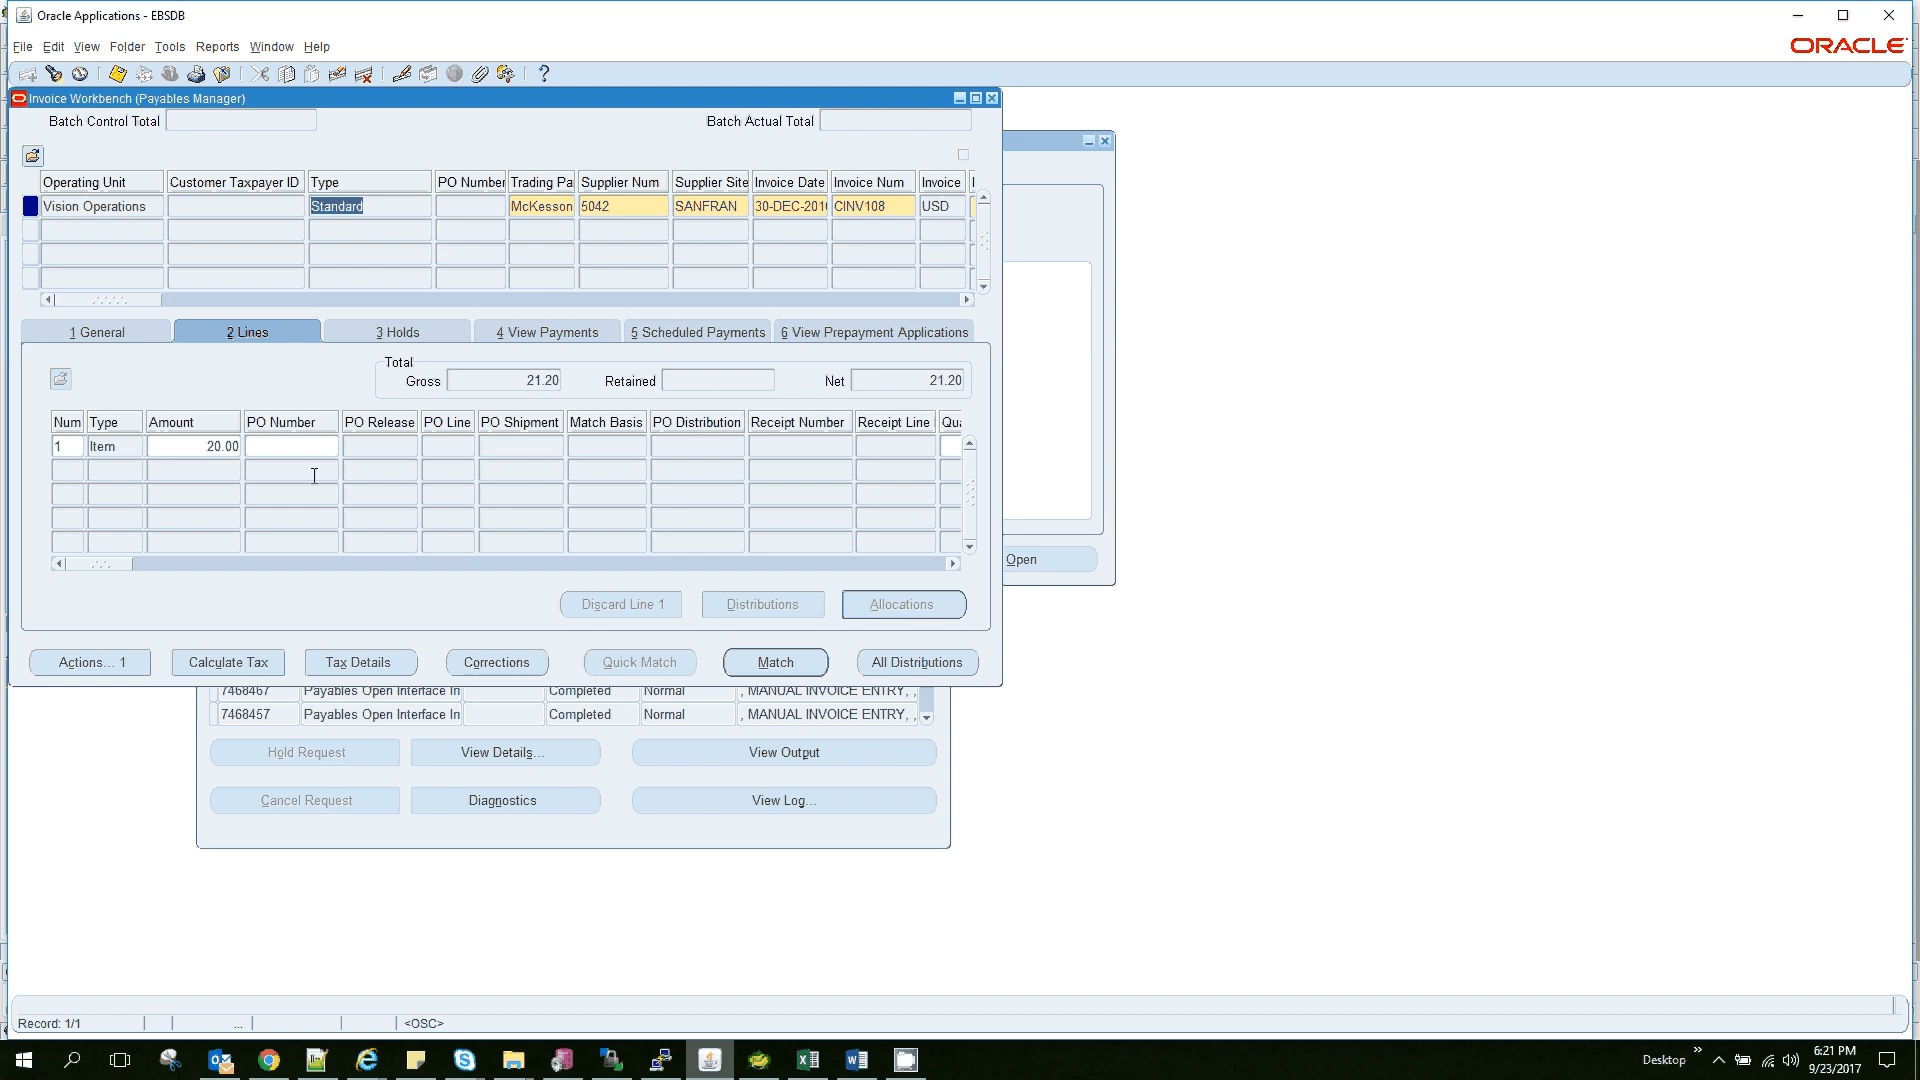 Oracle Applications - EBSDB
File Edit View Folder Tools Reports Window Help
ORACLE
Invoice Workbench (Payables Manager)
Batch Control Total
Batch Actual Total
Operating Unit Customer Taxpayer ID Type PO Number Trading Pa Supplier Num Supplier Site Invoice Date Invoice Num Invoice
Vision Operations Standard McKesson 5042 SANFRAN 30-DEC-201 CINV108 USD
1 General 2 Lines 3 Holds 4 View Payments 5 Scheduled Payments 6 View Prepayment Applications
Total
Gross 21.20 Retained Net 21.20
Num Type Amount PO Number PO Release PO Line PO Shipment Match Basis PO Distribution Receipt Number Receipt Line Qu
1 Item 20.00
Open
Discard Line 1 Distributions Allocations
Actions... 1 Calculate Tax Tax Details Corrections Quick Match Match All Distributions
7468467 Payables Open Interface In Completed Normal , MANUAL INVOICE ENTRY, ,
7468457 Payables Open Interface In Completed Normal , MANUAL INVOICE ENTRY, ,
Hold Request View Details... View Output
Cancel Request Diagnostics View Log...
Record: 1/1 ... <OSC>
Desktop
6:21 PM
9/23/2017